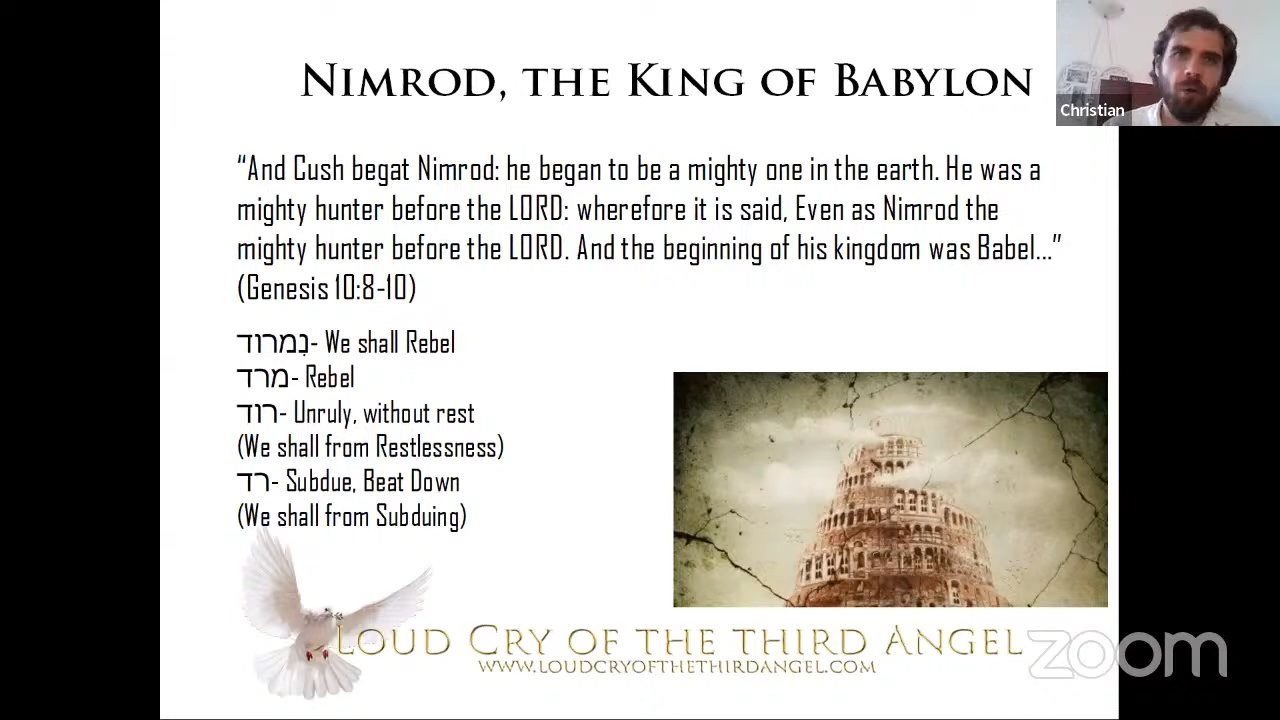 NIMROD, THE KING OF BABYLON
Christian
“And Cush begat Nimrod: he began to be a mighty one in the earth. He was a
mighty hunter before the LORD: wherefore it is said, Even as Nimrod the
mighty hunter before the LORD. And the beginning of his kingdom was Babel...”
(Genesis 10:8-10)
נִמרוד- We shall Rebel
מרד- Rebel
רוד- Unruly, without rest
(We shall from Restlessness)
רד- Subdue, Beat Down
(We shall from Subduing)
LOUD CRY OF THE THIRD ANGEL
WWW.LOUDCRYOFTHETHIRDANGEL.COM
zoom